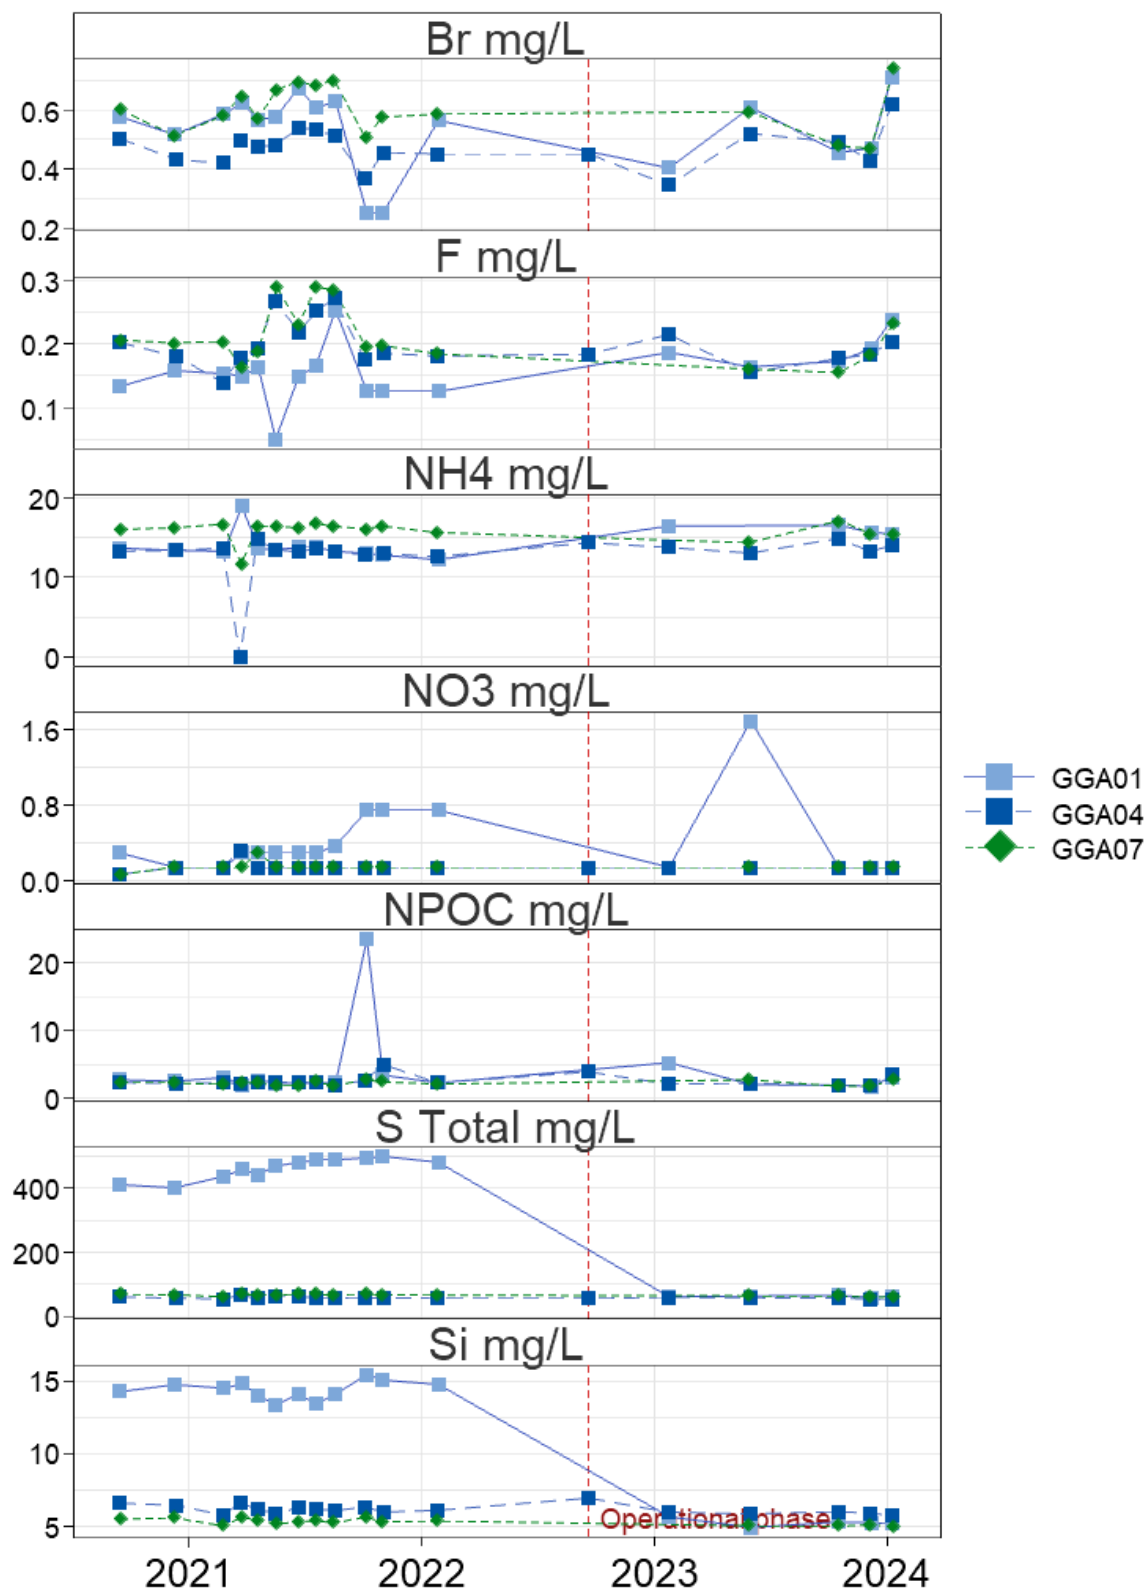 Br mg/L
0.6
0.4
0.2
F mg/L
0.3
0.2
0.1
NH4 mg/L
20
10
0
NO3 mg/L
1.6
0.8
0.0
GGA01
GGA04
GGA07
NPOC mg/L
20
10
0
S Total mg/L
400
200
0
Si mg/L
15
10
5
Operational phase
2021 2022 2023 2024